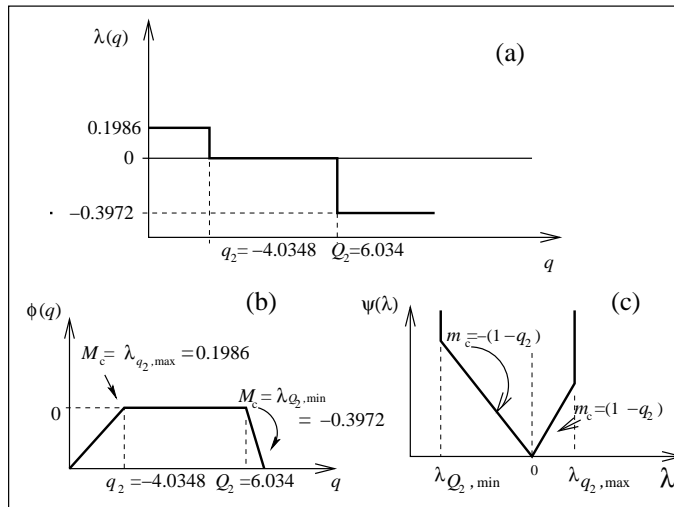 λ(q)
(a)
0.1986
0
−0.3972
q₂=−4.0348 Q₂=6.034
q
(b)
ϕ(q)
M_c= λ_{q₂,max} =0.1986
M_c=λ_{Q₂,min}
= −0.3972
0
q₂=−4.0348 Q₂=6.034
q
(c)
ψ(λ)
m_c=−(1−q₂)
m_c=(1 −q₂)
λ_{Q₂, min}
0
λ_{q₂,max}
λ